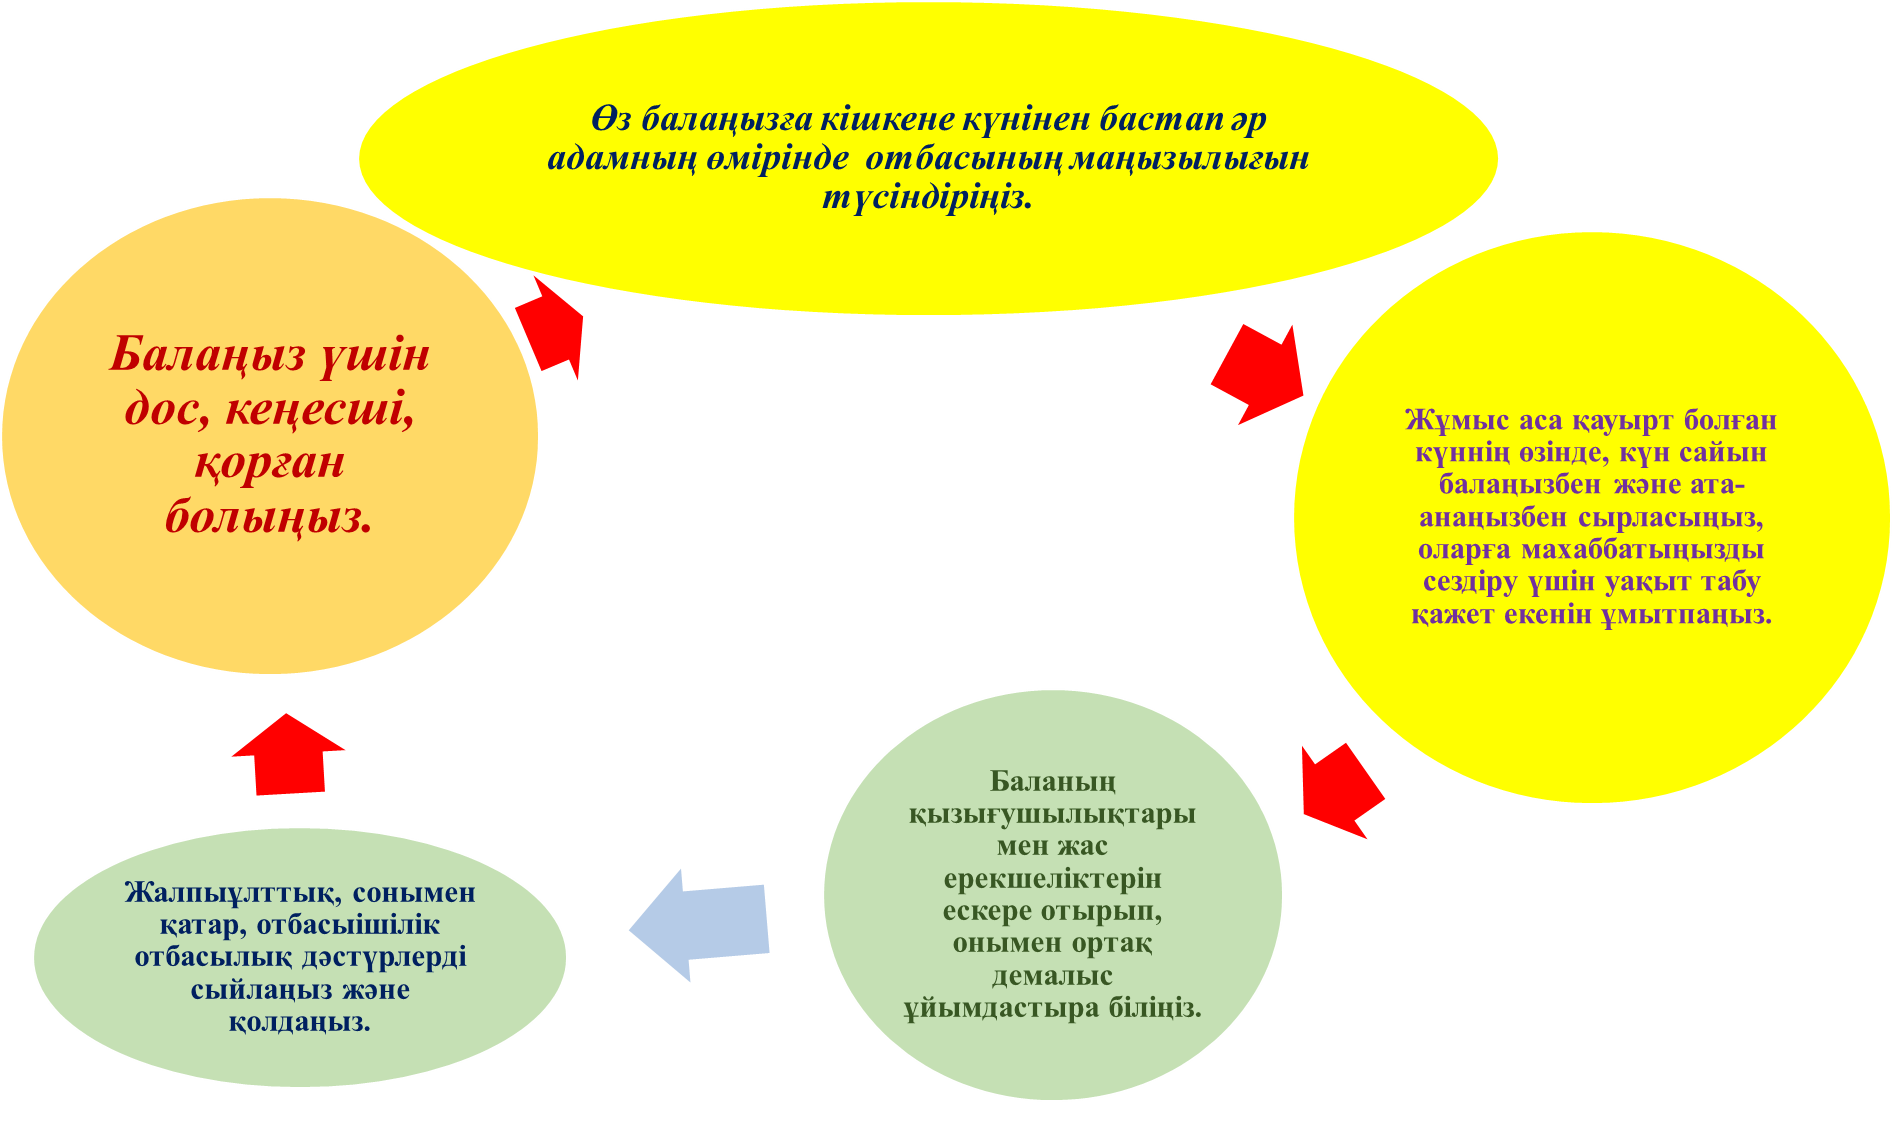 Өз балаңызға кішкене күнінен бастап әр
адамның өмірінде  отбасының маңызылығын
түсіндіріңіз.
Жұмыс аса қауырт болған
күннің өзінде, күн сайын
балаңызбен және ата-
анаңызбен сырласыңыз,
оларға махаббатыңызды
сездіру үшін уақыт табу
қажет екенін ұмытпаңыз.
Баланың
қызығушылықтары
мен жас
ерекшеліктерін
ескере отырып,
онымен ортақ
демалыс
ұйымдастыра біліңіз.
Жалпыұлттық, сонымен
қатар, отбасыішілік
отбасылық дәстүрлерді
сыйлаңыз және
қолдаңыз.
Балаңыз үшін
дос, кеңесші,
қорған
болыңыз.